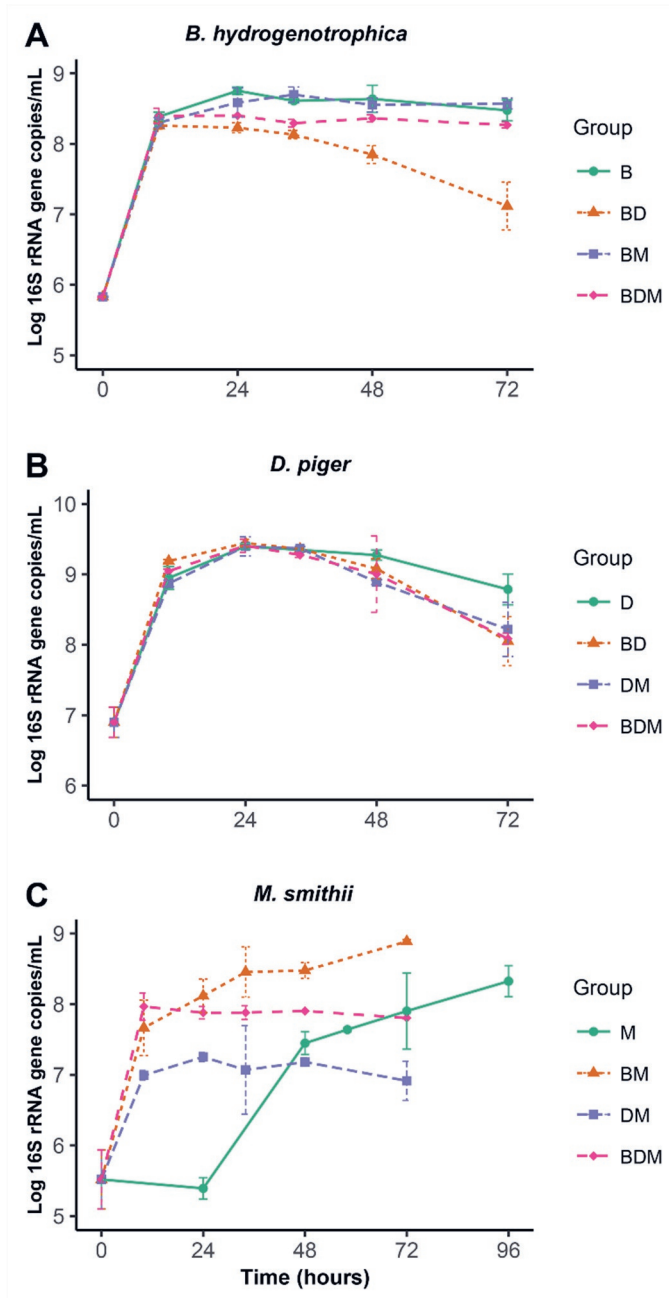 A
B. hydrogenotrophica
Log 16S rRNA gene copies/mL
9
8
7
6
5
0
24
48
72
Group
B
BD
BM
BDM
B
D. piger
Log 16S rRNA gene copies/mL
10
9
8
7
6
0
24
48
72
Group
D
BD
DM
BDM
C
M. smithii
Log 16S rRNA gene copies/mL
9
8
7
6
5
0
24
48
72
96
Time (hours)
Group
M
BM
DM
BDM